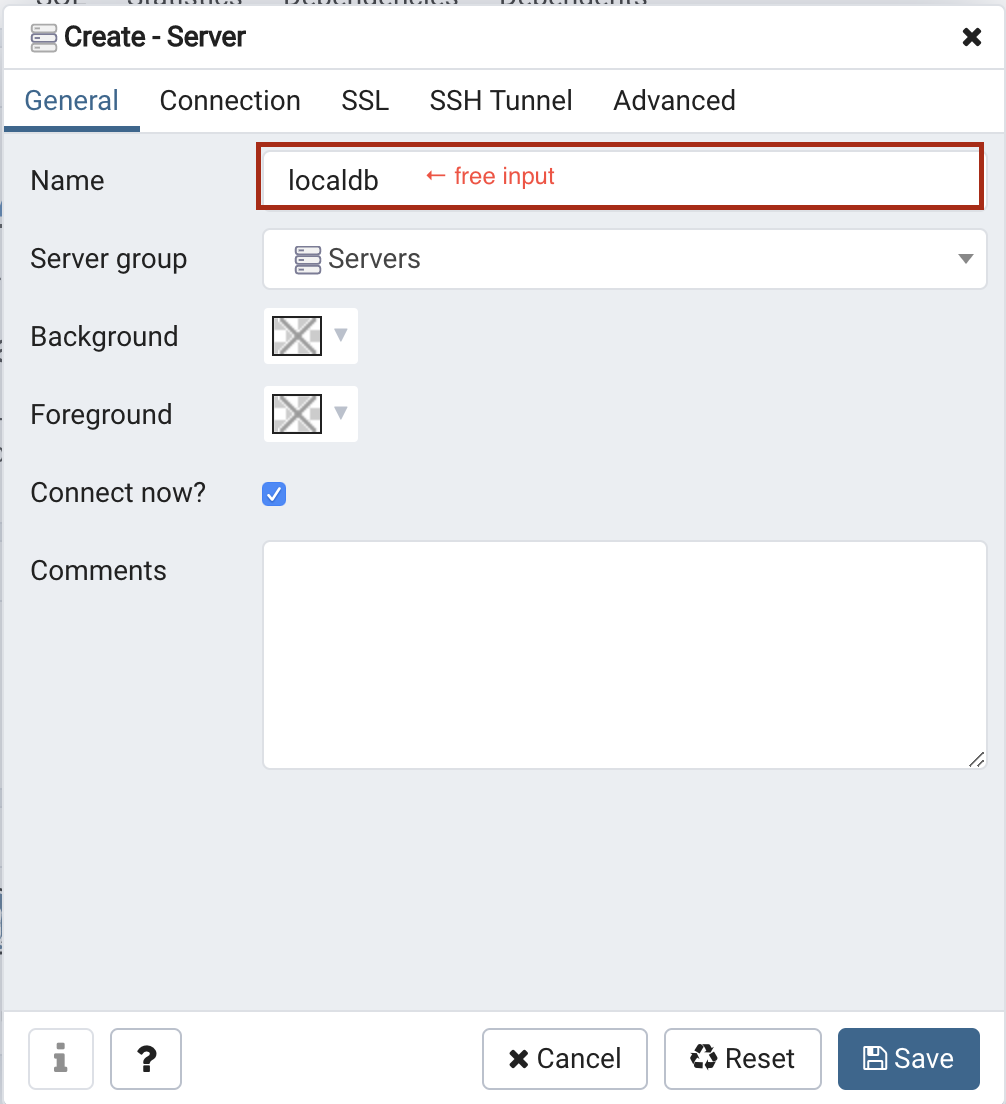 Create - Server
General Connection SSL SSH Tunnel Advanced
Name localdb ← free input
Server group Servers
Background
Foreground
Connect now?
Comments
i ? Cancel Reset Save